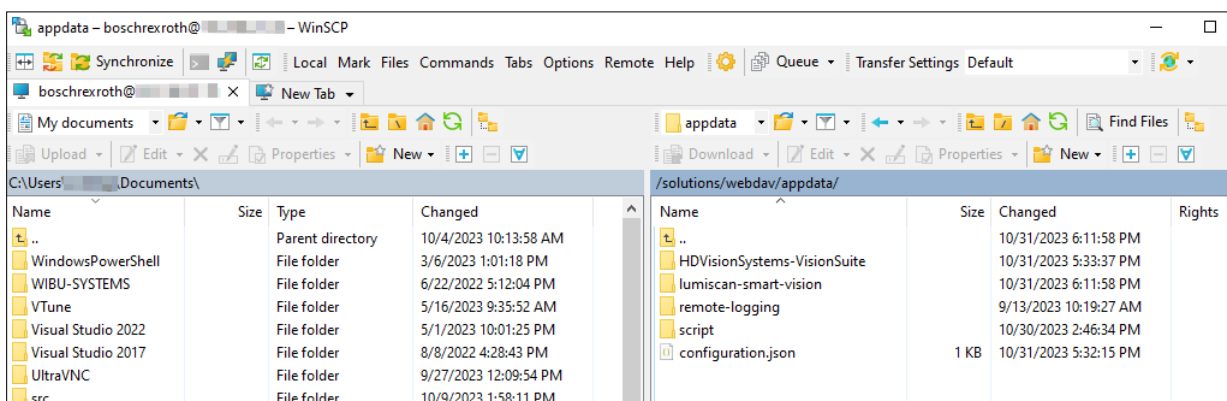 appdata – boschrexroth@ – WinSCP
Synchronize Local Mark Files Commands Tabs Options Remote Help Queue Transfer Settings Default
boschrexroth@ × New Tab
My documents appdata Find Files
Upload Edit Properties New Download Edit Properties New
C:\Users\ \Documents\ /solutions/webdav/appdata/
Name Size Type Changed Name Size Changed Rights
.. Parent directory 10/4/2023 10:13:58 AM .. 10/31/2023 6:11:58 PM
WindowsPowerShell File folder 3/6/2023 1:01:18 PM HDVisionSystems-VisionSuite 10/31/2023 5:33:37 PM
WIBU-SYSTEMS File folder 6/22/2022 5:12:04 PM lumiscan-smart-vision 10/31/2023 6:11:58 PM
VTune File folder 5/16/2023 9:35:52 AM remote-logging 9/13/2023 10:19:27 AM
Visual Studio 2022 File folder 5/1/2023 10:01:25 PM script 10/30/2023 2:46:34 PM
Visual Studio 2017 File folder 8/8/2022 4:28:43 PM configuration.json 1 KB 10/31/2023 5:32:15 PM
UltraVNC File folder 9/27/2023 12:09:54 PM
src File folder 10/9/2023 1:58:11 PM